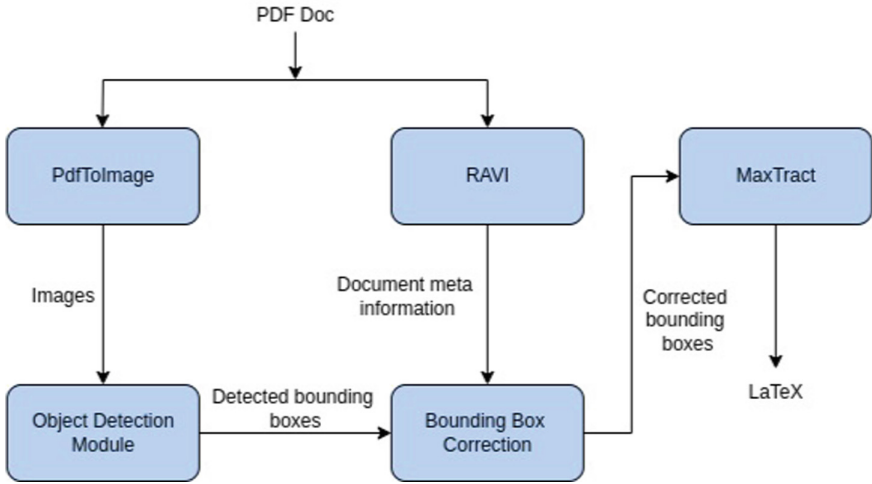 PDF Doc
PdfToImage
RAVI
MaxTract
Images
Document meta
information
Corrected
bounding
boxes
Detected bounding
boxes
LaTeX
Object Detection
Module
Bounding Box
Correction